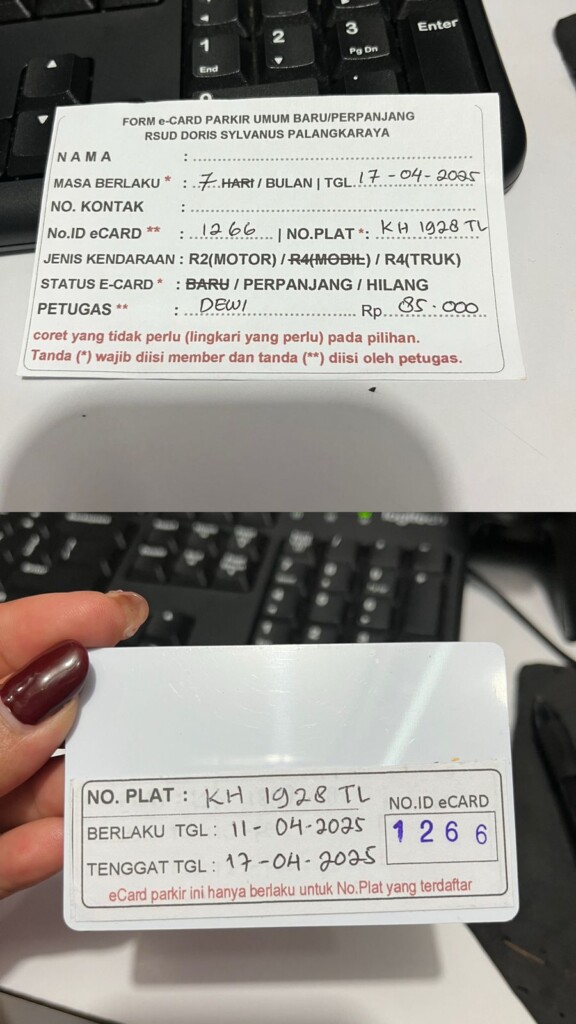 1
End
2
3
Pg Dn
Enter
0
FORM e-CARD PARKIR UMUM BARU/PERPANJANG
RSUD DORIS SYLVANUS PALANGKARAYA
NAMA :
MASA BERLAKU * : 7 HARI / BULAN | TGL. 17 - 04 - 2025
NO. KONTAK :
No.ID eCARD ** : 1266 | NO.PLAT *: KH 1928 TL
JENIS KENDARAAN : R2(MOTOR) / R4(MOBIL) / R4(TRUK)
STATUS E-CARD * : BARU / PERPANJANG / HILANG
PETUGAS ** : DEWI Rp. 85.000
coret yang tidak perlu (lingkari yang perlu) pada pilihan.
Tanda (*) wajib diisi member dan tanda (**) diisi oleh petugas.
NO. PLAT : KH 1928 TL
NO.ID eCARD
BERLAKU TGL : 11- 04-2025
1266
TENGGAT TGL : 17-04-2025
eCard parkir ini hanya berlaku untuk No.Plat yang terdaftar